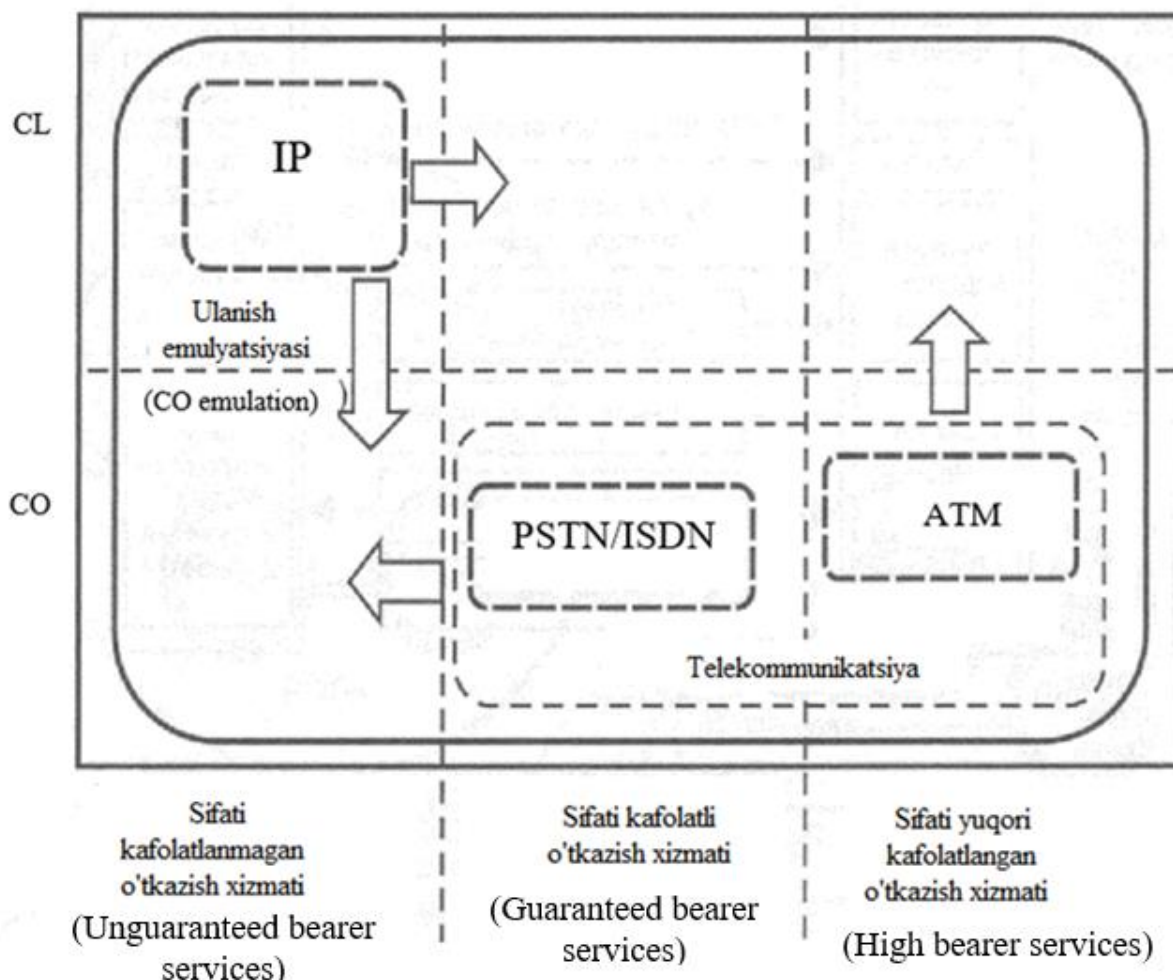 CL
IP
Ulanish
emulyatsiyasi
(CO emulation)
CO
PSTN/ISDN
ATM
Telekommunikatsiya
Sifati
kafolatlanmagan
o'tkazish xizmati
(Unguaranteed bearer
services)
Sifati kafolatli
o'tkazish xizmati
(Guaranteed bearer
services)
Sifati yuqori
kafolatlangan
o'tkazish xizmati
(High bearer services)